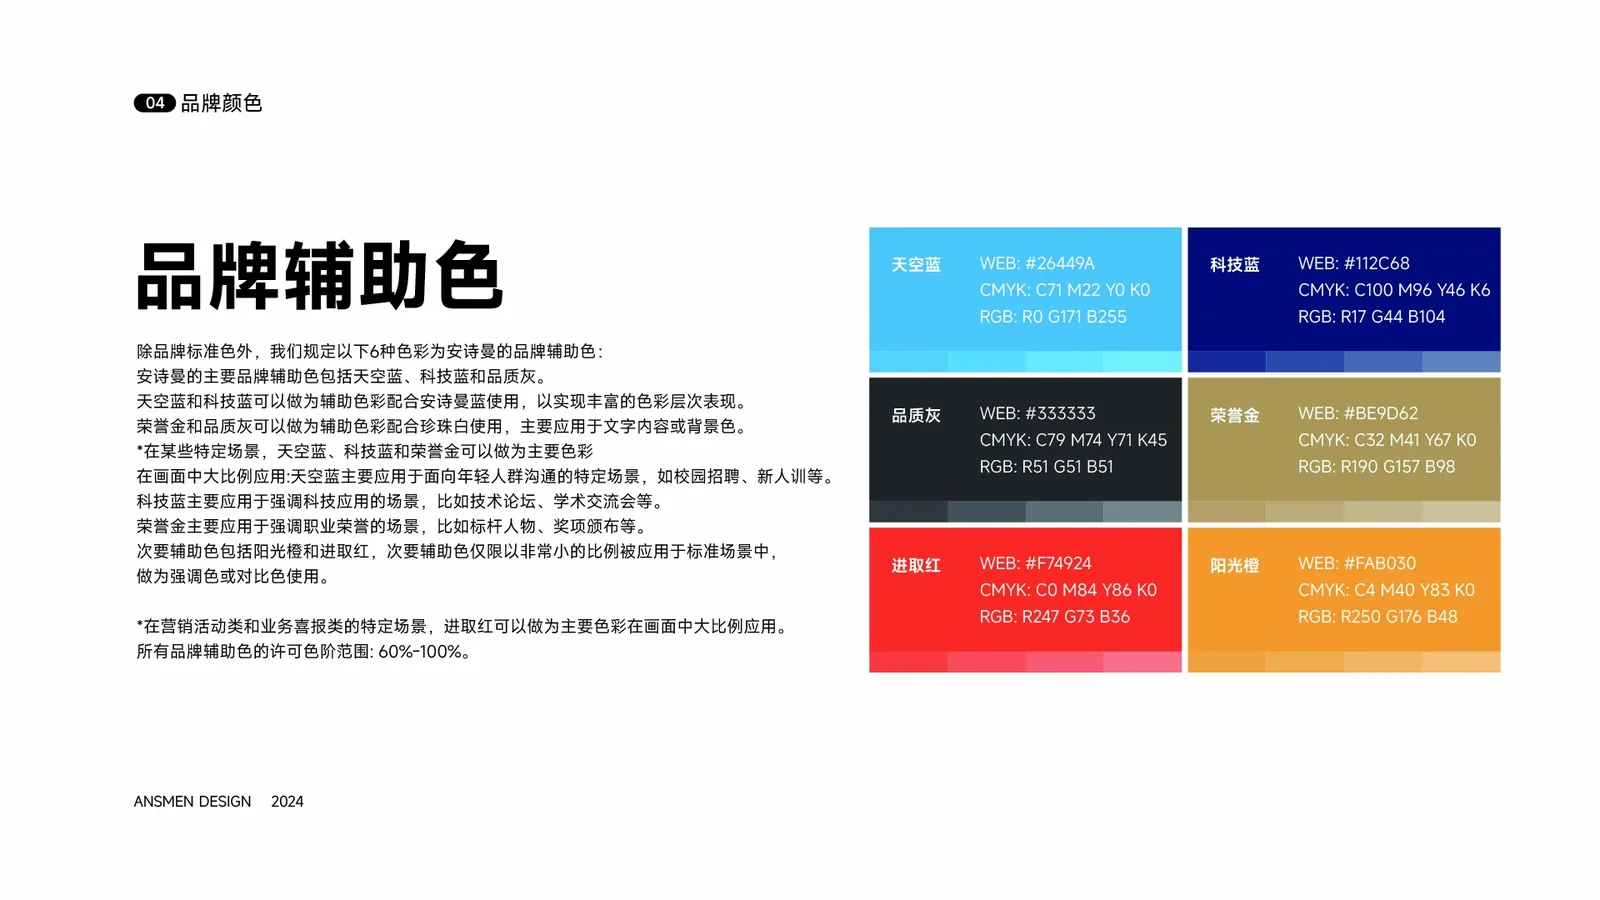 04 品牌颜色
品牌辅助色
除品牌标准色外，我们规定以下6种色彩为安诗曼的品牌辅助色：
安诗曼的主要品牌辅助色包括天空蓝、科技蓝和品质灰。
天空蓝和科技蓝可以做为辅助色彩配合安诗曼蓝使用，以实现丰富的色彩层次表现。
荣誉金和品质灰可以做为辅助色彩配合珍珠白使用，主要应用于文字内容或背景色。
*在某些特定场景，天空蓝、科技蓝和荣誉金可以做为主要色彩
在画面中大比例应用:天空蓝主要应用于面向年轻人群沟通的特定场景，如校园招聘、新人训等。
科技蓝主要应用于强调科技应用的场景，比如技术论坛、学术交流会等。
荣誉金主要应用于强调职业荣誉的场景，比如标杆人物、奖项颁布等。
次要辅助色包括阳光橙和进取红，次要辅助色仅限以非常小的比例被应用于标准场景中，
做为强调色或对比色使用。
*在营销活动类和业务喜报类的特定场景，进取红可以做为主要色彩在画面中大比例应用。
所有品牌辅助色的许可色阶范围: 60%-100%。
天空蓝
WEB: #26449A
CMYK: C71 M22 Y0 K0
RGB: R0 G171 B255
科技蓝
WEB: #112C68
CMYK: C100 M96 Y46 K6
RGB: R17 G44 B104
品质灰
WEB: #333333
CMYK: C79 M74 Y71 K45
RGB: R51 G51 B51
荣誉金
WEB: #BE9D62
CMYK: C32 M41 Y67 K0
RGB: R190 G157 B98
进取红
WEB: #F74924
CMYK: C0 M84 Y86 K0
RGB: R247 G73 B36
阳光橙
WEB: #FAB030
CMYK: C4 M40 Y83 K0
RGB: R250 G176 B48
ANSMEN DESIGN 2024